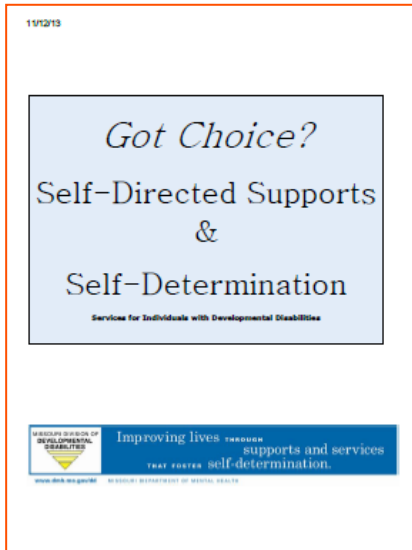 11/12/13
Got Choice?
Self-Directed Supports
&
Self-Determination
Services for Individuals with Developmental Disabilities
MISSOURI DIVISION OF
DEVELOPMENTAL
DISABILITIES
Improving lives THROUGH
supports and services
THAT FOSTER self-determination.
www.dmh.mo.gov/dd MISSOURI DEPARTMENT OF MENTAL HEALTH